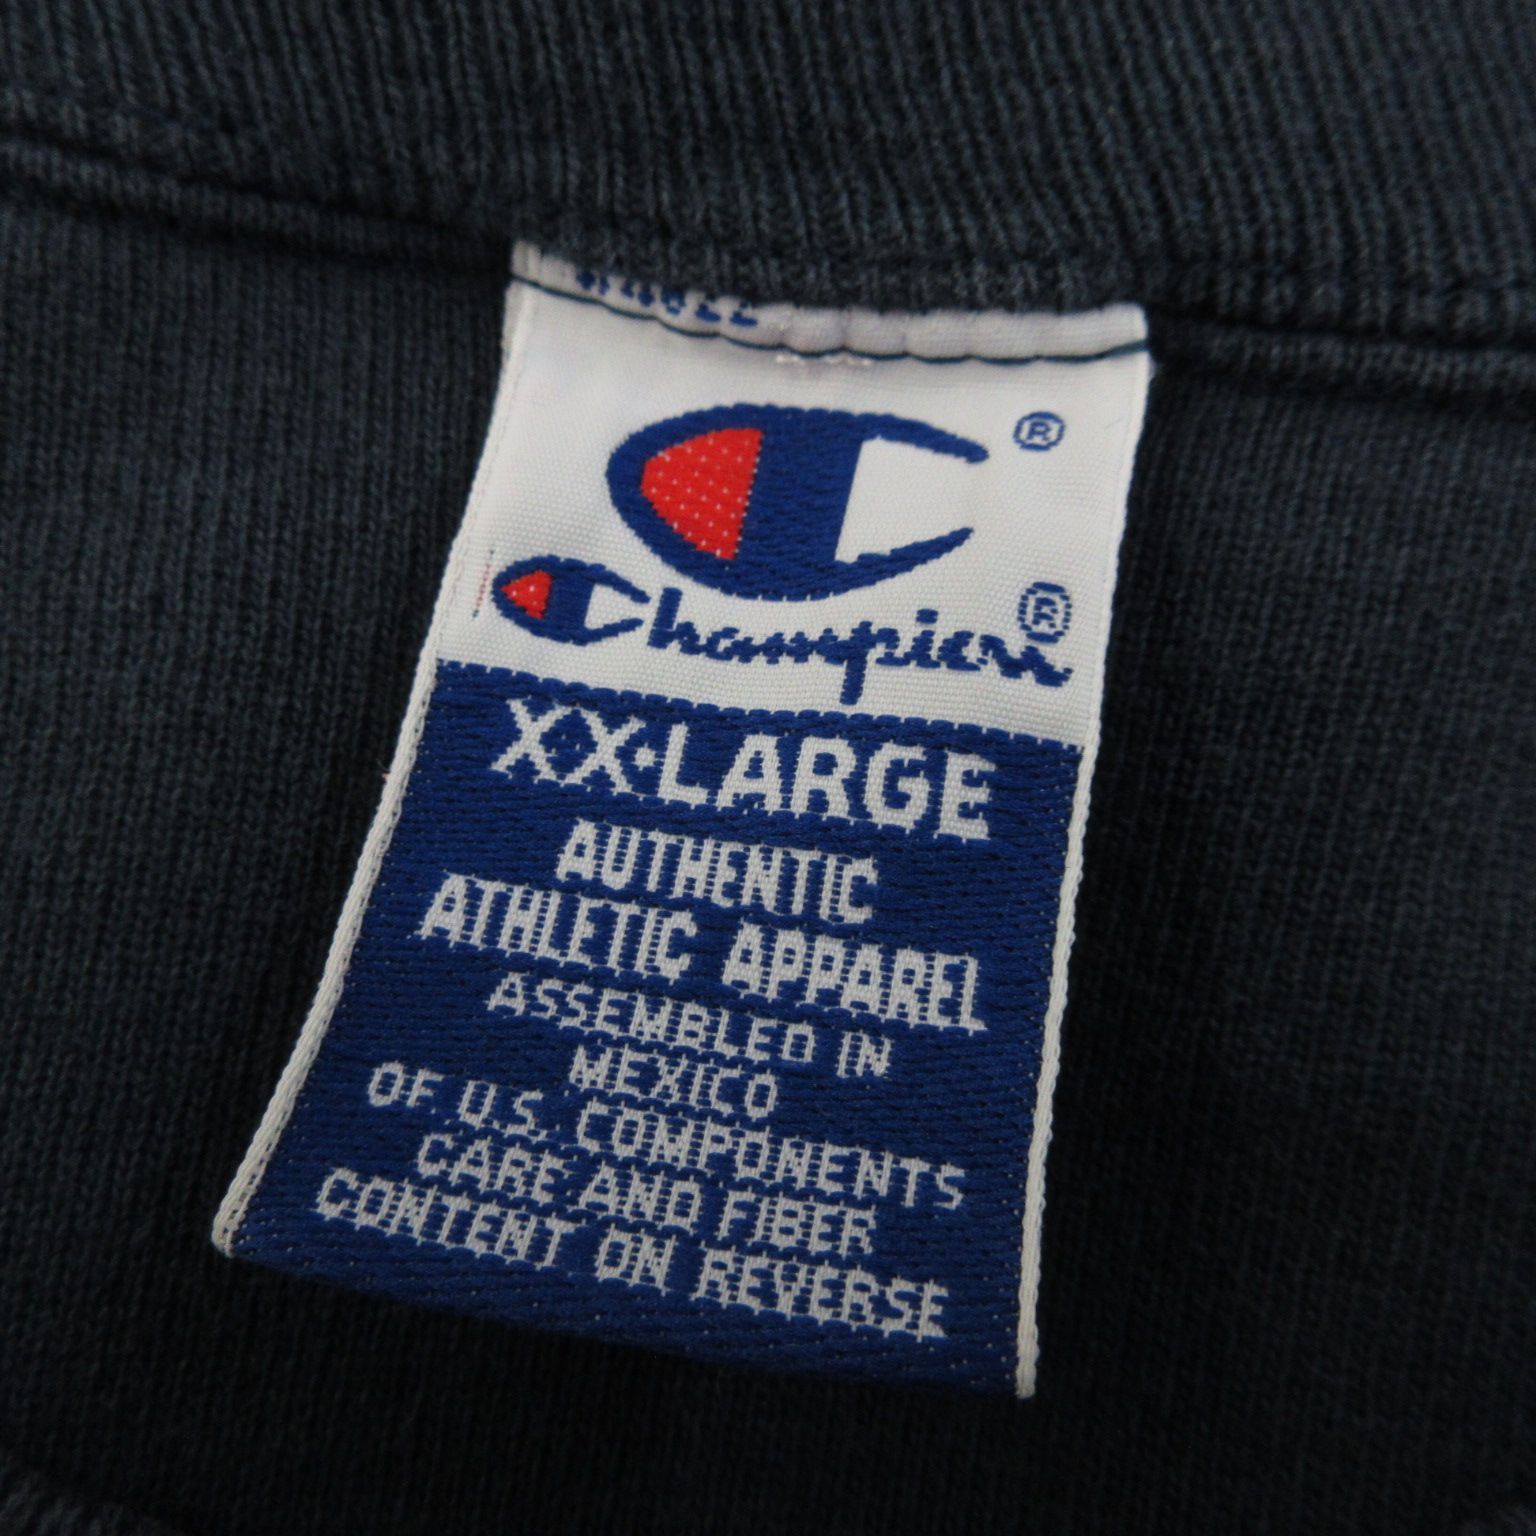 ®
Champion®
XX-LARGE
AUTHENTIC
ATHLETIC APPAREL
ASSEMBLED IN
MEXICO
OF U.S. COMPONENTS
CARE AND FIBER
CONTENT ON REVERSE